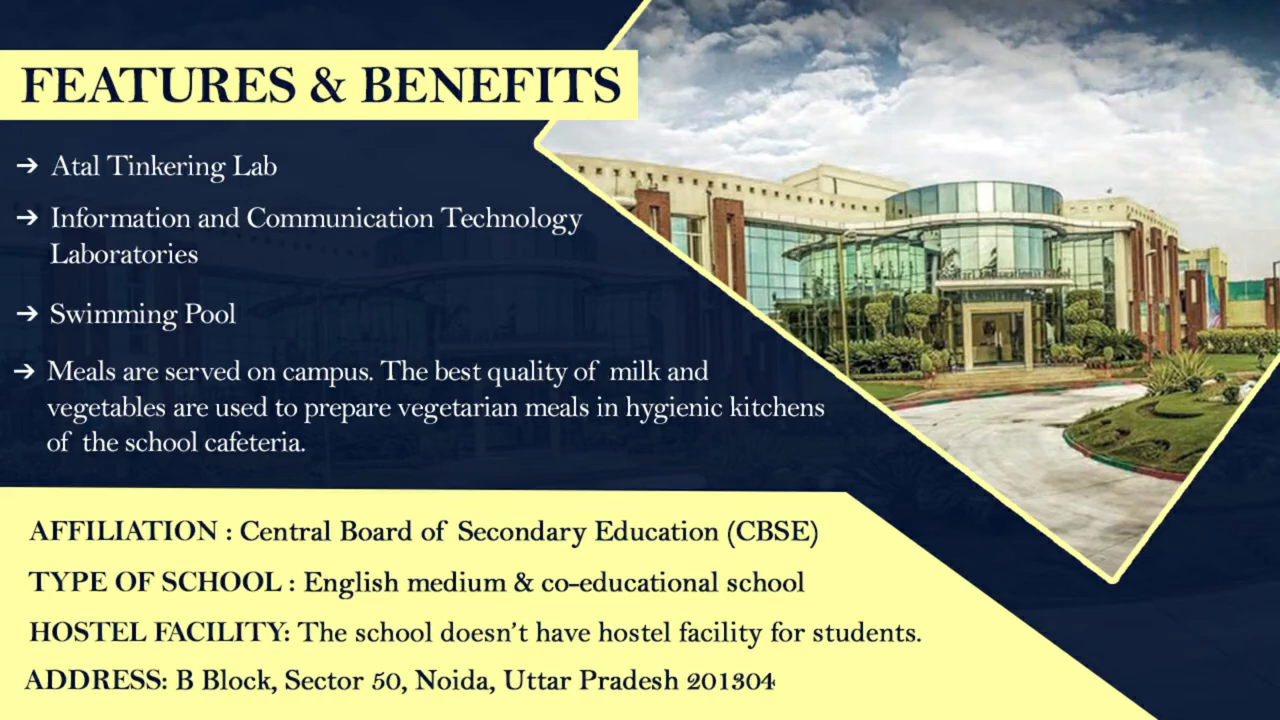 FEATURES & BENEFITS
→ Atal Tinkering Lab
→ Information and Communication Technology
Laboratories
→ Swimming Pool
→ Meals are served on campus. The best quality of milk and
vegetables are used to prepare vegetarian meals in hygienic kitchens
of the school cafeteria.
AFFILIATION : Central Board of Secondary Education (CBSE)
TYPE OF SCHOOL : English medium & co-educational school
HOSTEL FACILITY: The school doesn't have hostel facility for students.
ADDRESS: B Block, Sector 50, Noida, Uttar Pradesh 201304